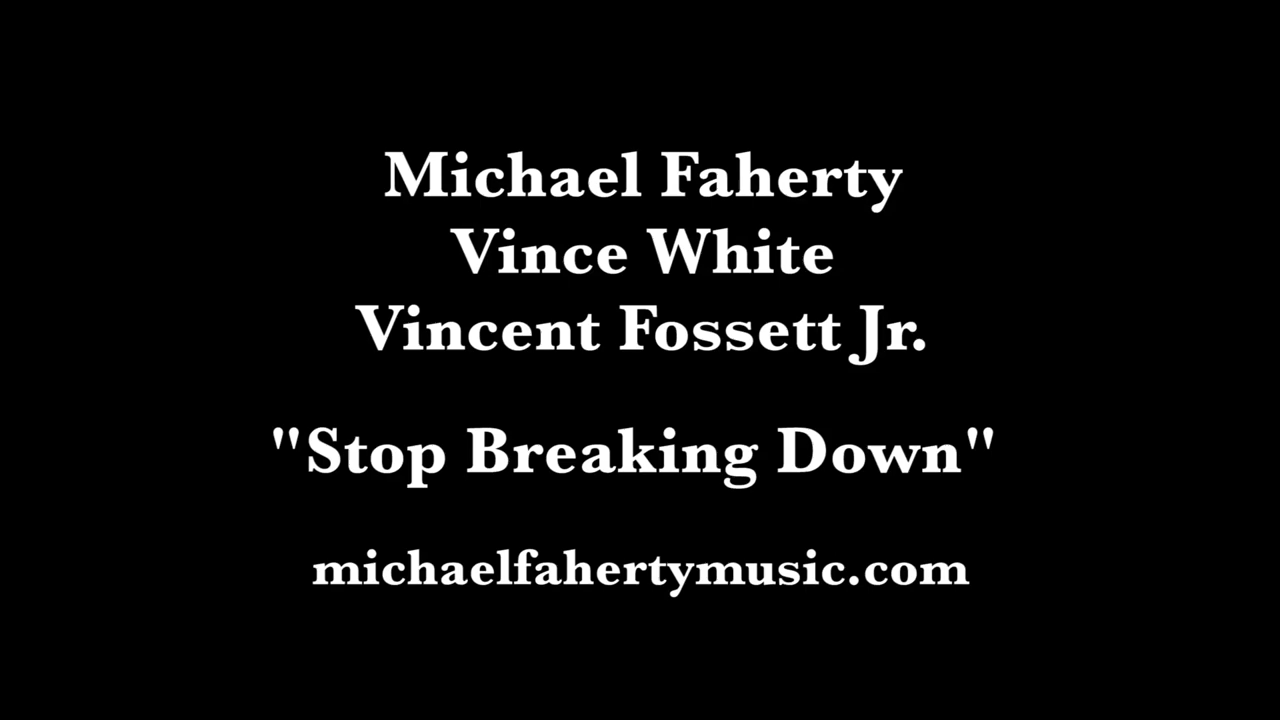 Michael Faherty
Vince White
Vincent Fossett Jr.
"Stop Breaking Down"
michaelfahertymusic.com